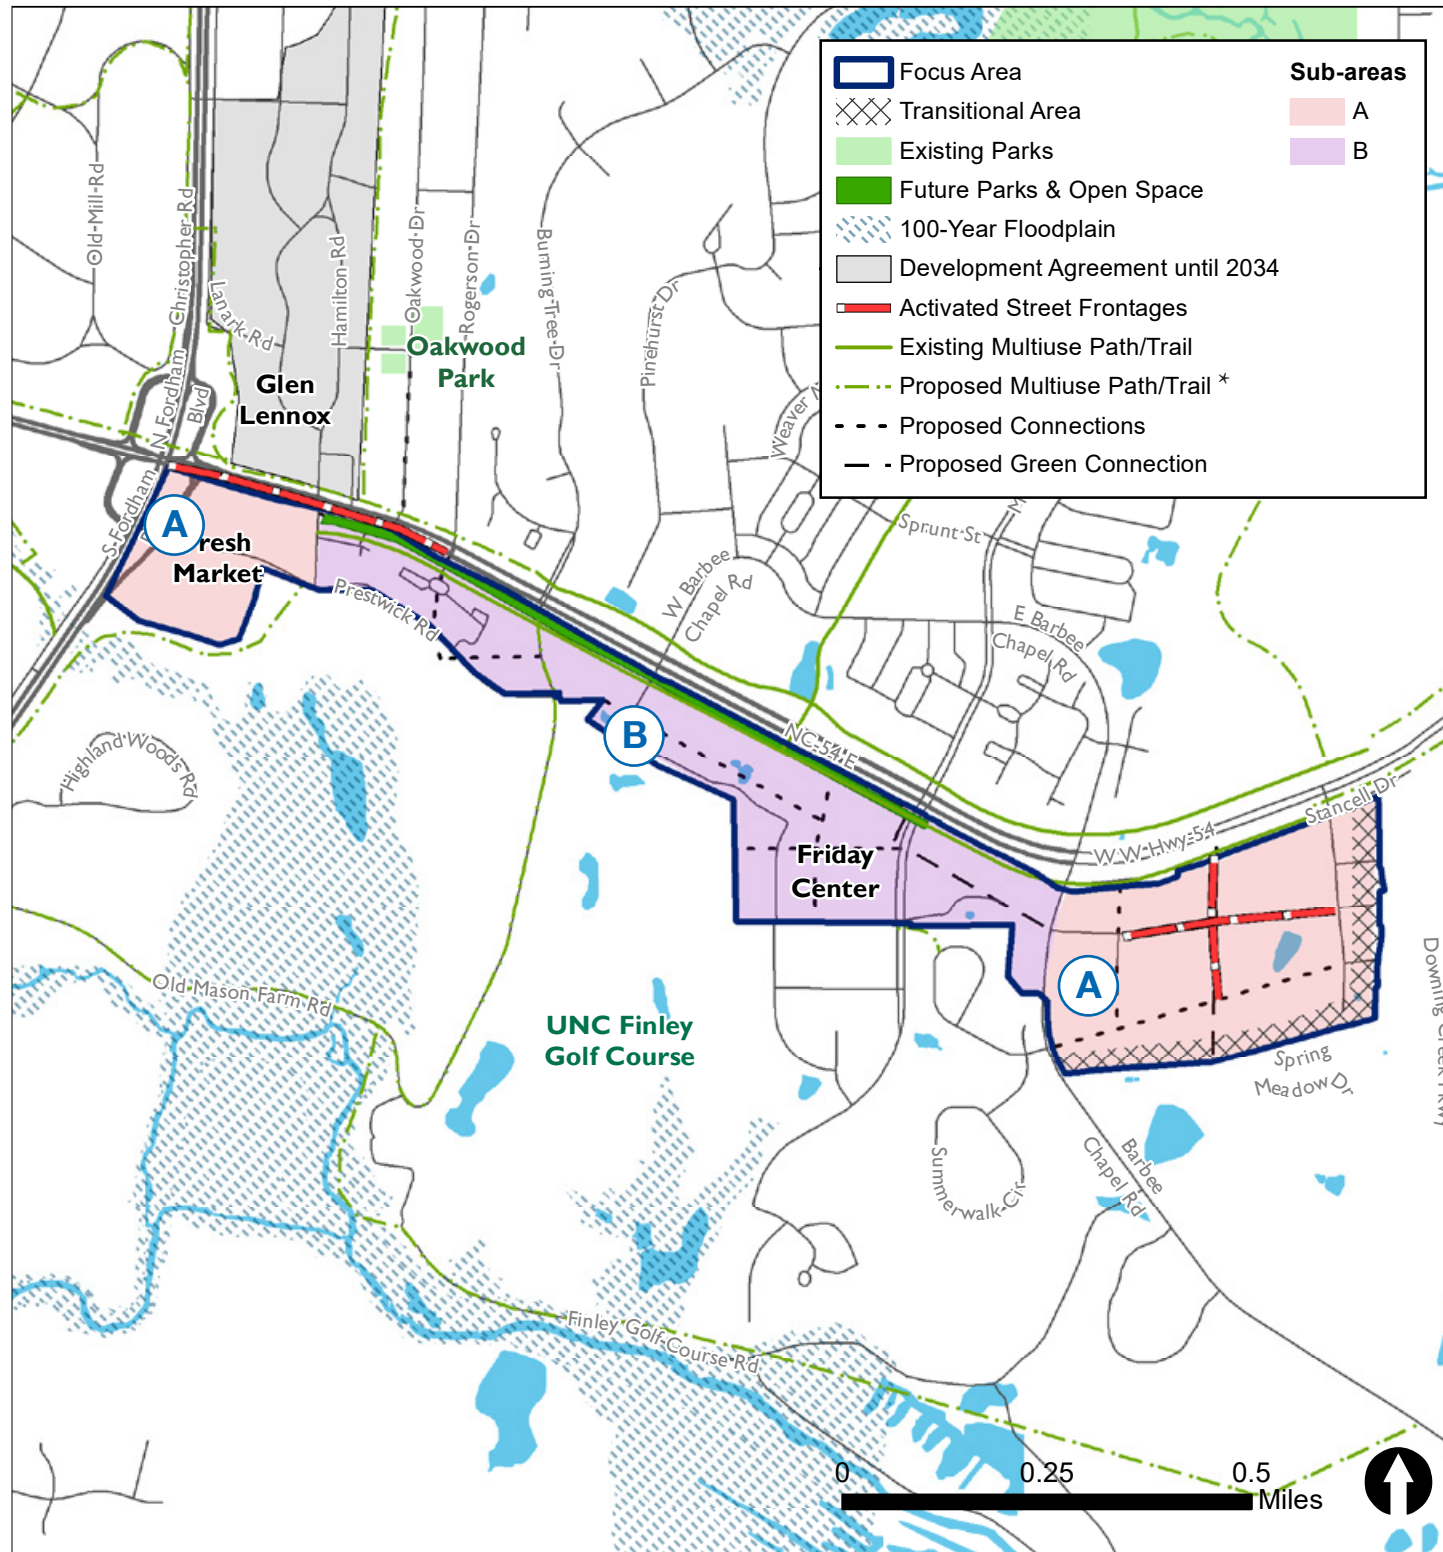 Focus Area
Transitional Area
Existing Parks
Future Parks & Open Space
100-Year Floodplain
Development Agreement until 2034
Activated Street Frontages
Existing Multiuse Path/Trail
Proposed Multiuse Path/Trail *
Proposed Connections
Proposed Green Connection
Sub-areas
A
B
Old Mill Rd
Christopher Rd
Lanark Rd
Hamilton Rd
Oakwood Dr
Rogerson Dr
Burning Tree Dr
Pinehurst Dr
Weaver
Oakwood
Park
Glen
Lennox
N Fordham
Blvd
S Fordham
A
resh
Market
Prestwick Rd
W Barbee
Chapel Rd
Sprunt St
E Barbee
Chapel Rd
Highland Woods Rd
B
NC 54 E
Friday
Center
W W Hwy 54
Stancell Dr
A
Downing Creek Pkwy
Spring
Meadow Dr
Old Mason Farm Rd
UNC Finley
Golf Course
Barbee
Chapel Rd
Summerwalk Cir
Finley Golf Course Rd
0
0.25
0.5
Miles